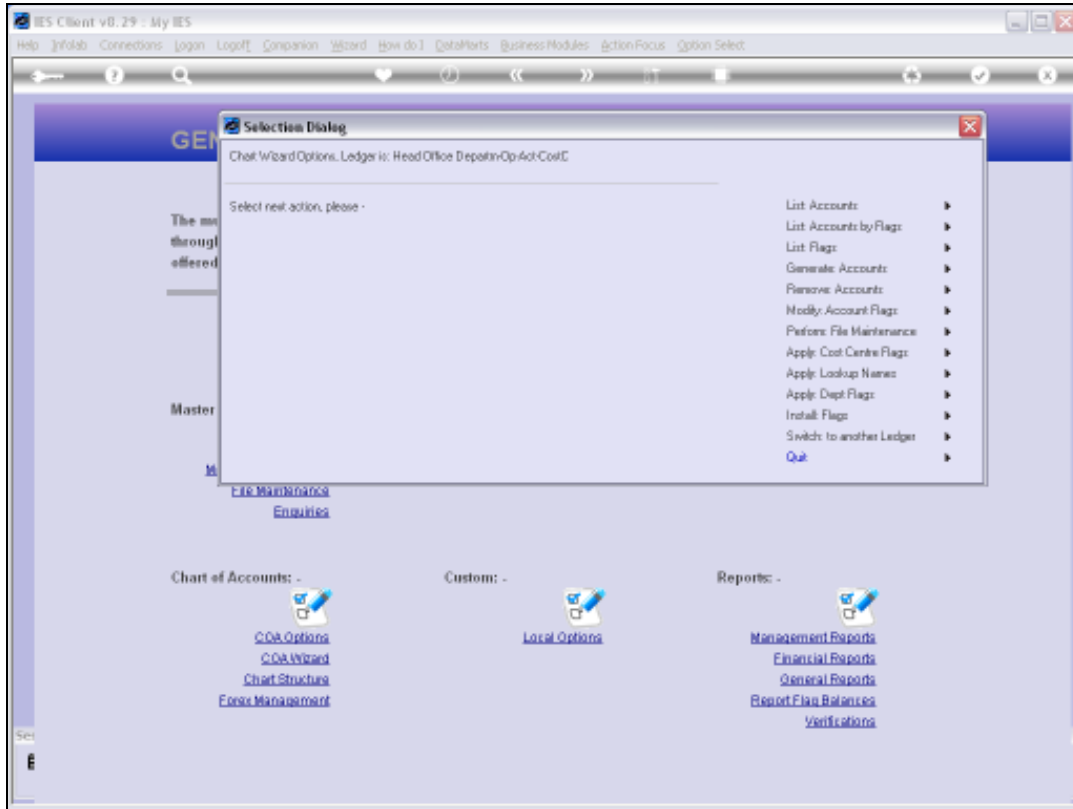 IES Client v8.29 : My IES
Help Infolab Connections Logon Logoff Companion Wizard How do I DataMarts Business Modules Action Focus Option Select
GEN
Selection Dialog
Chart Wizard Options, Ledger is: Head Office Departm-Op-Act-CostC
Select next action, please -
List Accounts
List Accounts by Flags
List Flags
Generate Accounts
Remove Accounts
Modify: Account Flags
Perform: File Maintenance
Apply: Cost Centre Flags
Apply: Lookup Names
Apply: Dept Flags
Install: Flags
Switch: to another Ledger
Quit
The
through
offered
Master
File Maintenance
Enquiries
Chart of Accounts: -
COA Options
COA Wizard
Chart Structure
Forex Management
Custom: -
Local Options
Reports: -
Management Reports
Financial Reports
General Reports
Report Flag Balances
Verifications